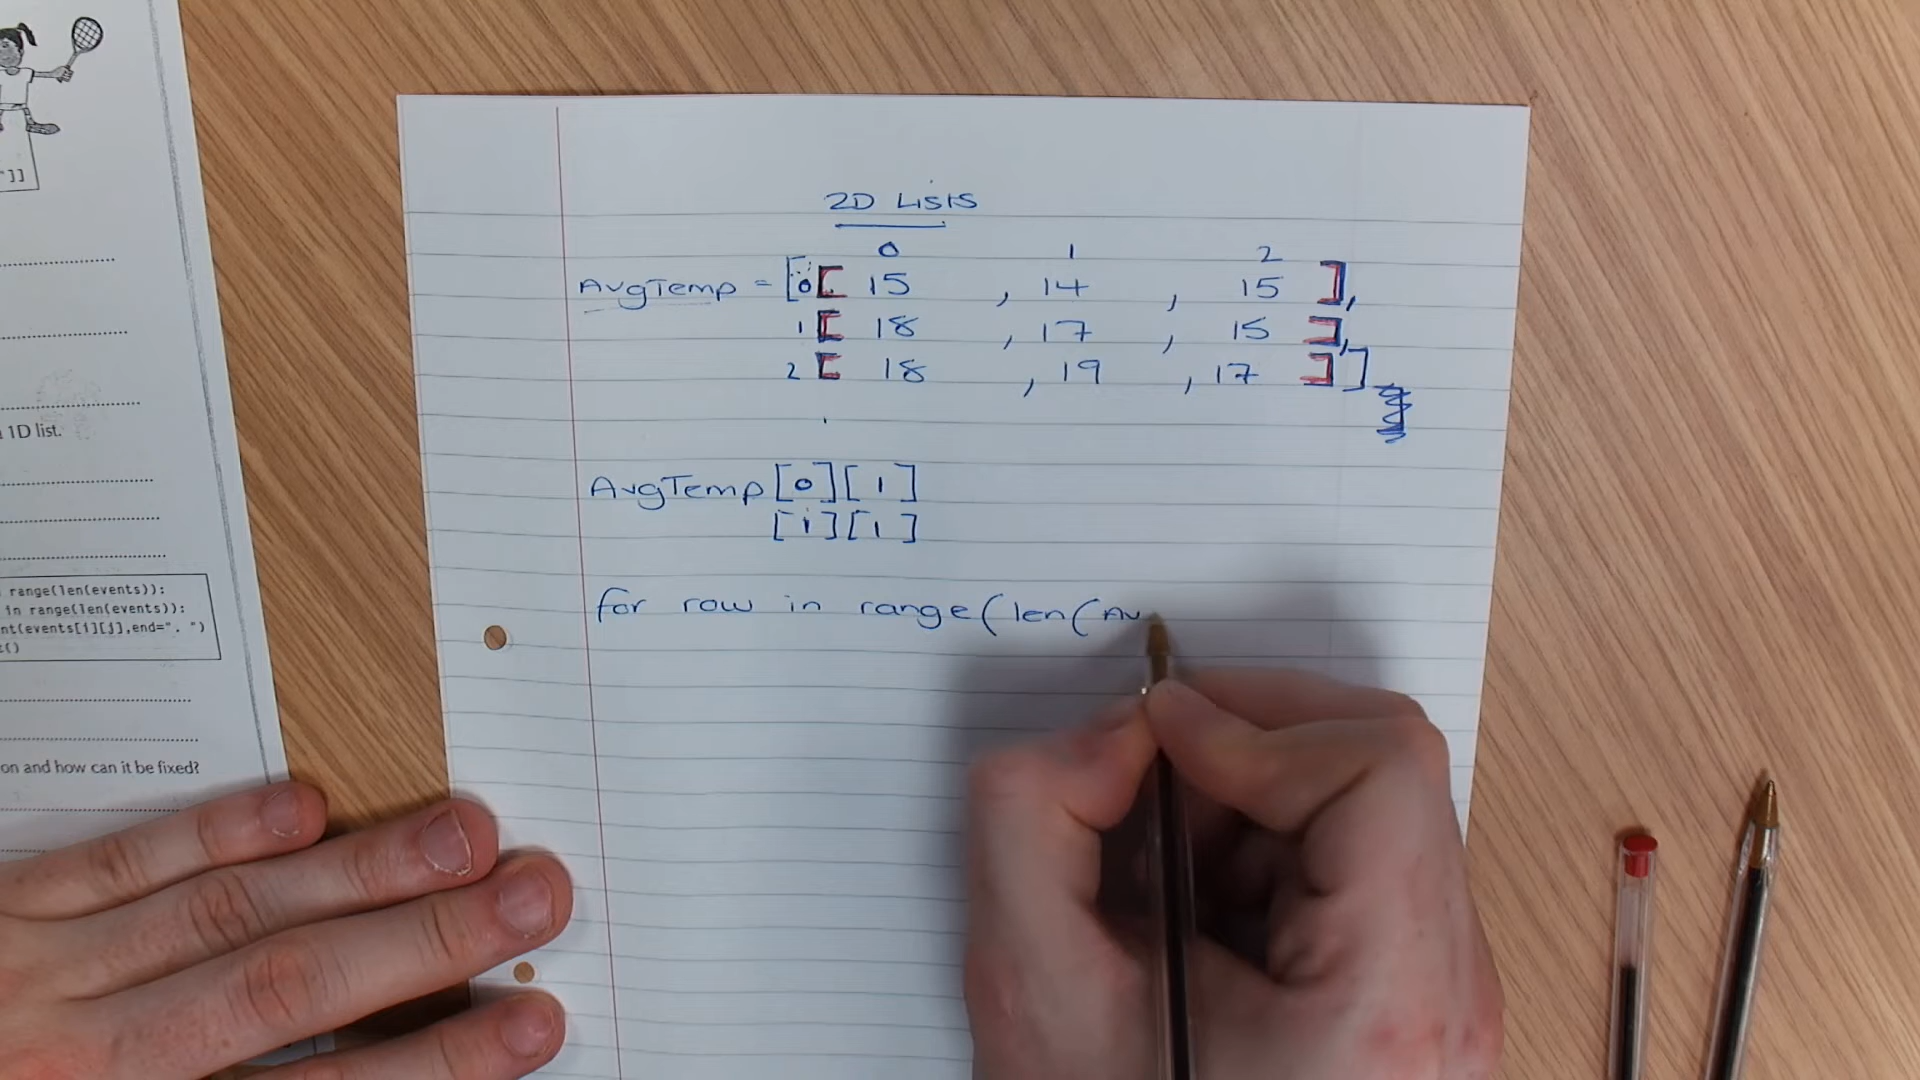 "]]
1D list.
range(len(events)):
in range(len(events)):
nt(events[i][j],end=". ")
on and how can it be fixed?
2D Lists
0 1 2
AvgTemp = [0[ 15 , 14 , 15 ],
1[ 18 , 17 , 15 ],
2[ 18 , 19 , 17 ]]
AvgTemp[0][1]
[i][1]
for row in range(len(Av